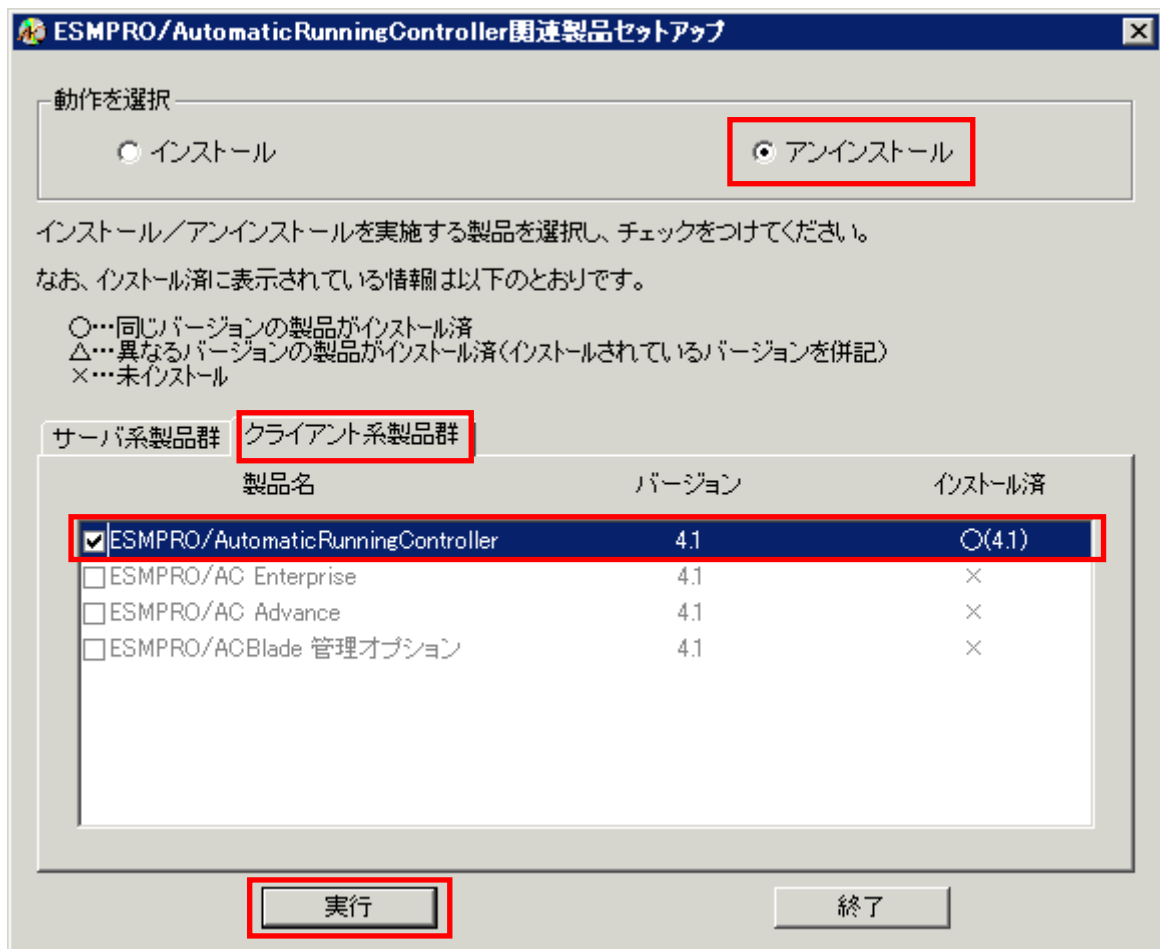 ESMPRO/AutomaticRunningController関連製品セットアップ
動作を選択
インストール
アンインストール
インストール／アンインストールを実施する製品を選択し、チェックをつけてください。
なお、インストール済に表示されている情報は以下のとおりです。
○…同じバージョンの製品がインストール済
△…異なるバージョンの製品がインストール済(インストールされているバージョンを併記)
×…未インストール
サーバ系製品群 クライアント系製品群
製品名 バージョン インストール済
ESMPRO/AutomaticRunningController 4.1 ○(4.1)
ESMPRO/AC Enterprise 4.1 ×
ESMPRO/AC Advance 4.1 ×
ESMPRO/ACBlade 管理オプション 4.1 ×
実行 終了